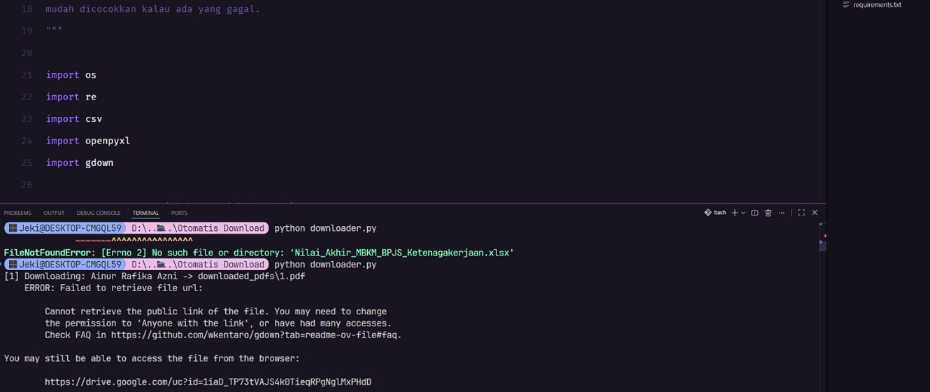 18 mudah dicocokkan kalau ada yang gagal.
requirements.txt
19 """
20
21 import os
22 import re
23 import csv
24 import openpyxl
25 import gdown
26
PROBLEMS OUTPUT DEBUG CONSOLE TERMINAL PORTS bash
Jeki@DESKTOP-CMGQL59 D:\..\Otomatis Download python downloader.py
~~~~~~~^^^^^^^^^^^^^^^^
FileNotFoundError: [Errno 2] No such file or directory: 'Nilai_Akhir_MBKM_BPJS_Ketenagakerjaan.xlsx'
Jeki@DESKTOP-CMGQL59 D:\..\Otomatis Download python downloader.py
[1] Downloading: Ainur Rafika Azni -> downloaded_pdfs\1.pdf
ERROR: Failed to retrieve file url:
Cannot retrieve the public link of the file. You may need to change
the permission to 'Anyone with the link', or have had many accesses.
Check FAQ in https://github.com/wkentaro/gdown?tab=readme-ov-file#faq.
You may still be able to access the file from the browser:
https://drive.google.com/uc?id=1iaD_TP73tVAJS4k0TieqRPgNglMxPHdD